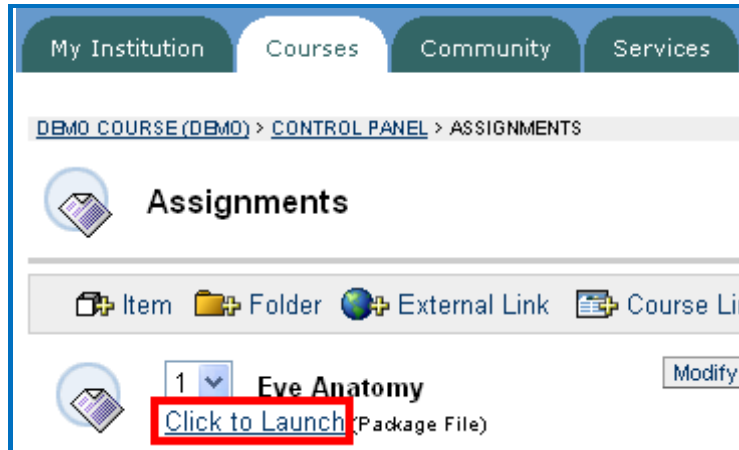 My Institution Courses Community Services
DEMO COURSE (DEMO) > CONTROL PANEL > ASSIGNMENTS
Assignments
Item Folder External Link Course Li
1 Eye Anatomy Modify
Click to Launch (Package File)